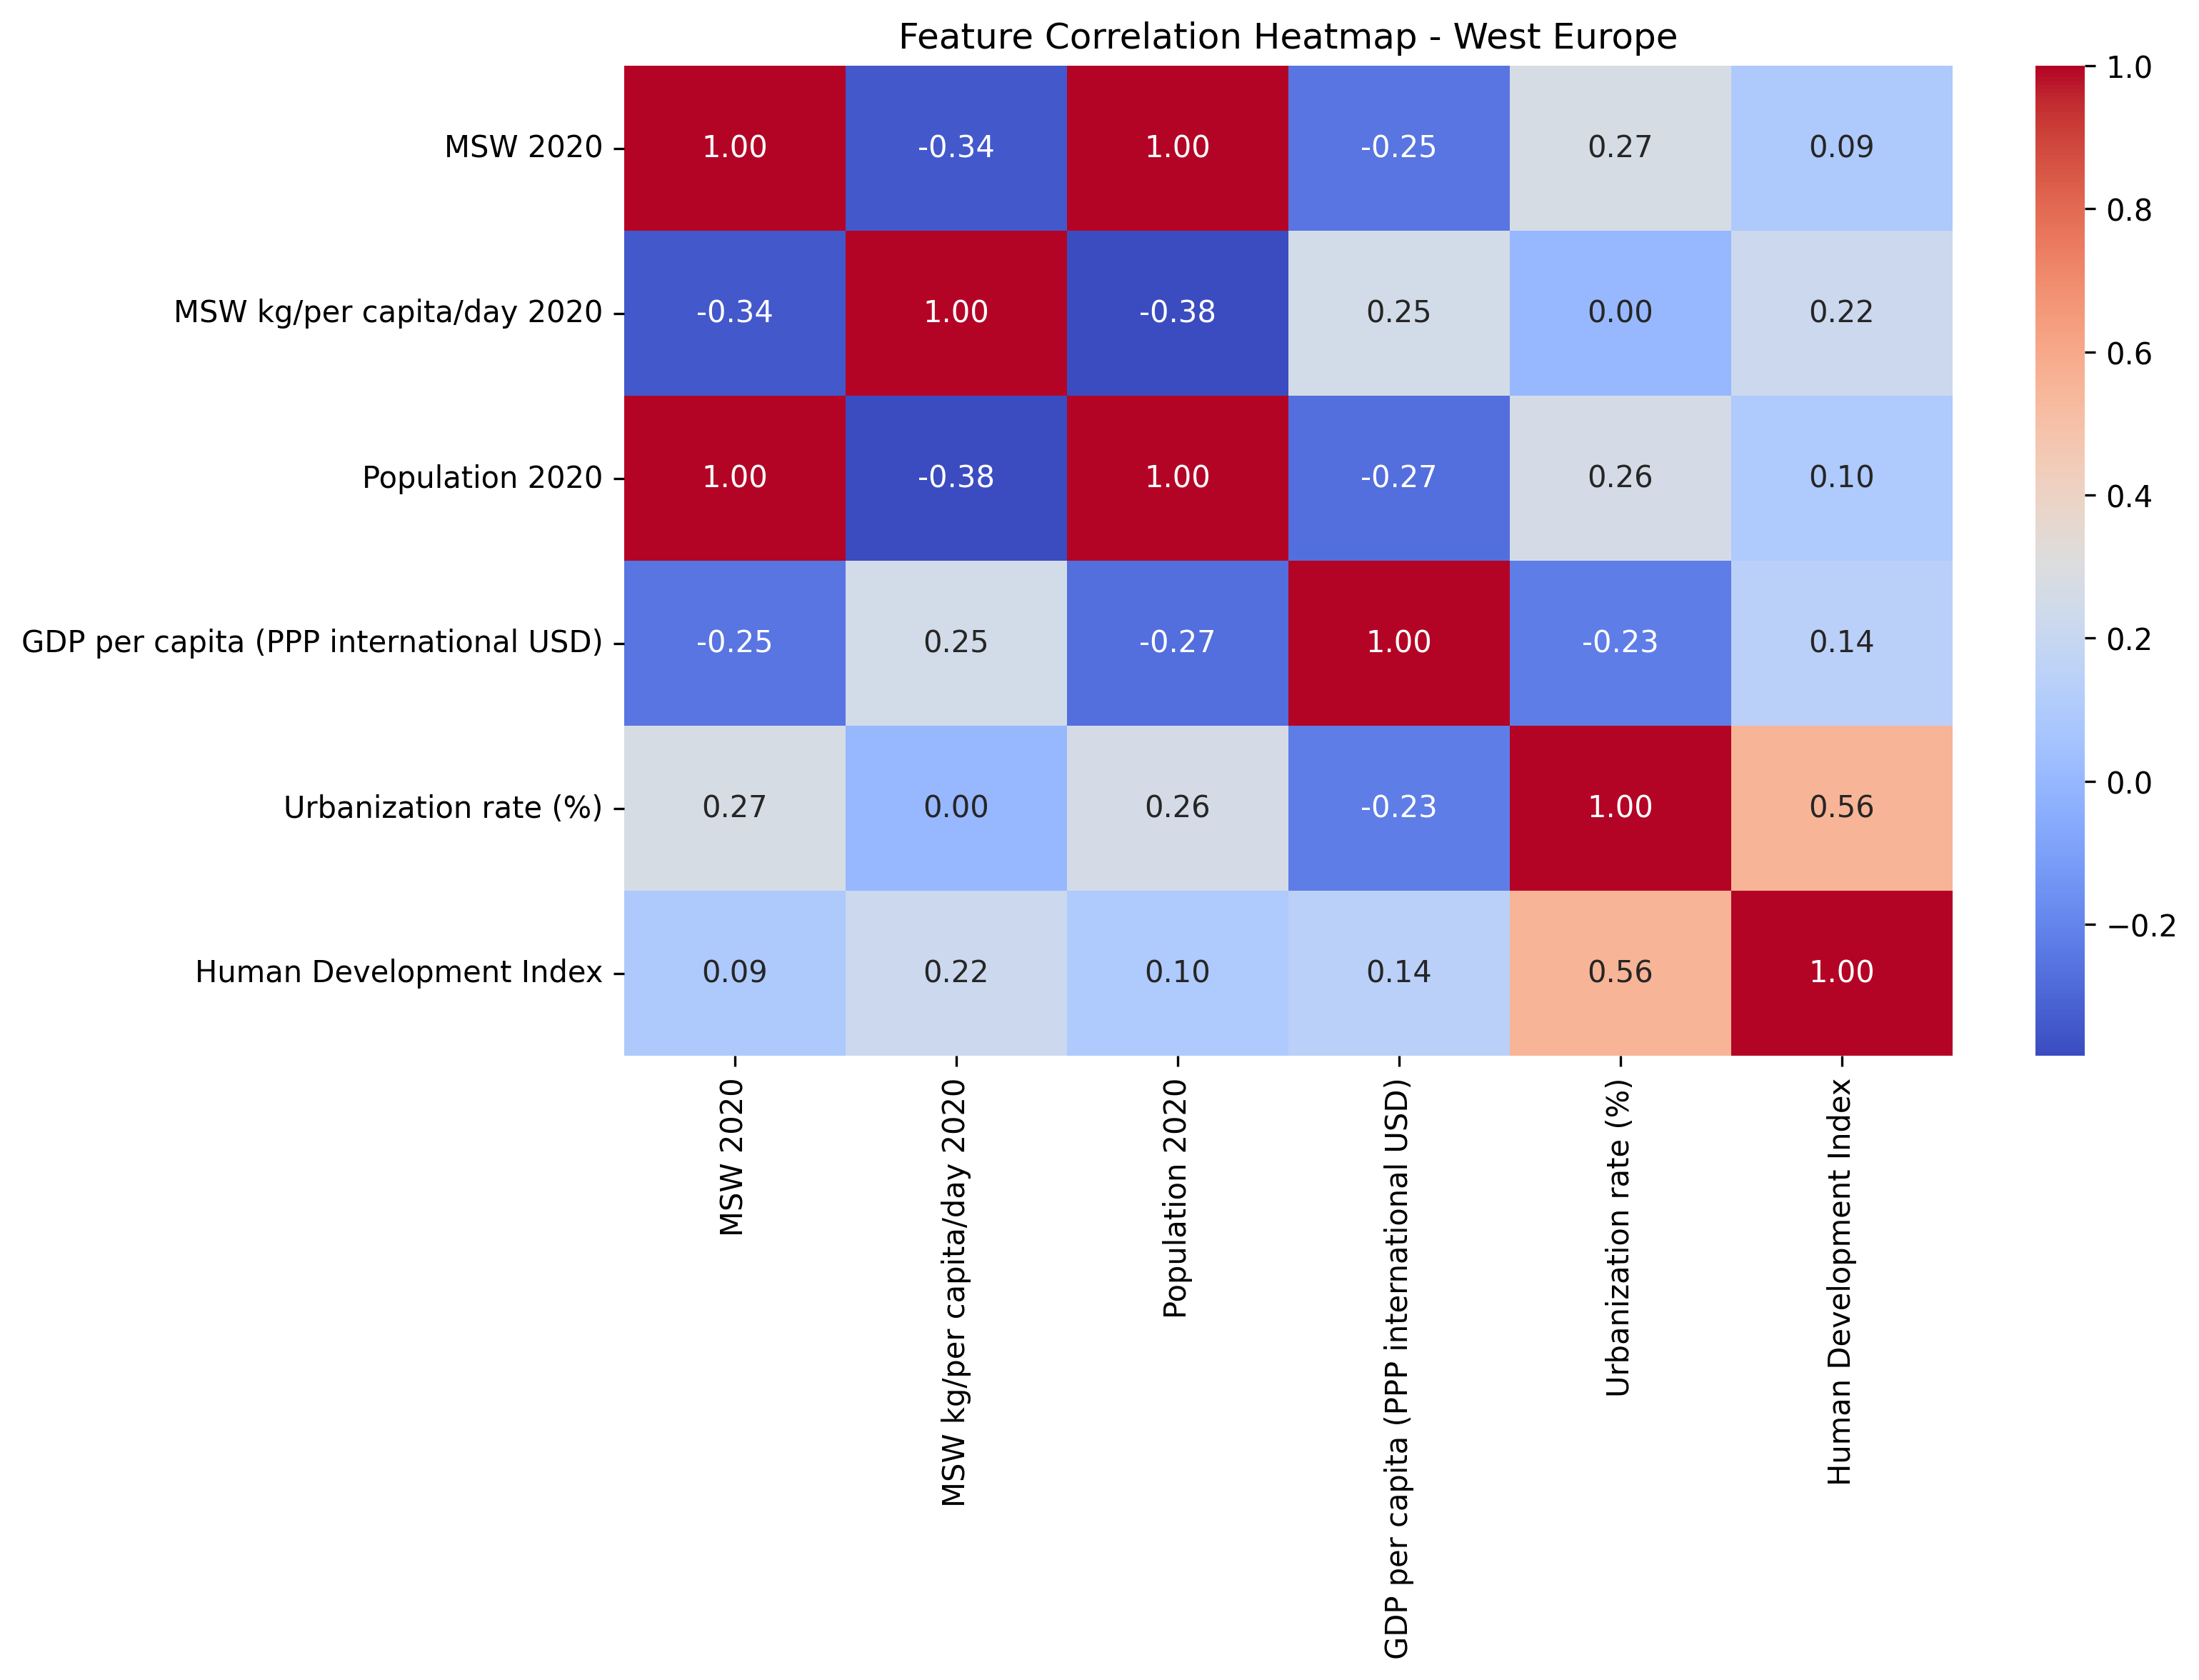 Feature Correlation Heatmap - West Europe
MSW 2020
1.00 -0.34 1.00 -0.25 0.27 0.09
MSW kg/per capita/day 2020
-0.34 1.00 -0.38 0.25 0.00 0.22
Population 2020
1.00 -0.38 1.00 -0.27 0.26 0.10
GDP per capita (PPP international USD)
-0.25 0.25 -0.27 1.00 -0.23 0.14
Urbanization rate (%)
0.27 0.00 0.26 -0.23 1.00 0.56
Human Development Index
0.09 0.22 0.10 0.14 0.56 1.00
MSW 2020
MSW kg/per capita/day 2020
Population 2020
GDP per capita (PPP international USD)
Urbanization rate (%)
Human Development Index
1.0
0.8
0.6
0.4
0.2
0.0
−0.2